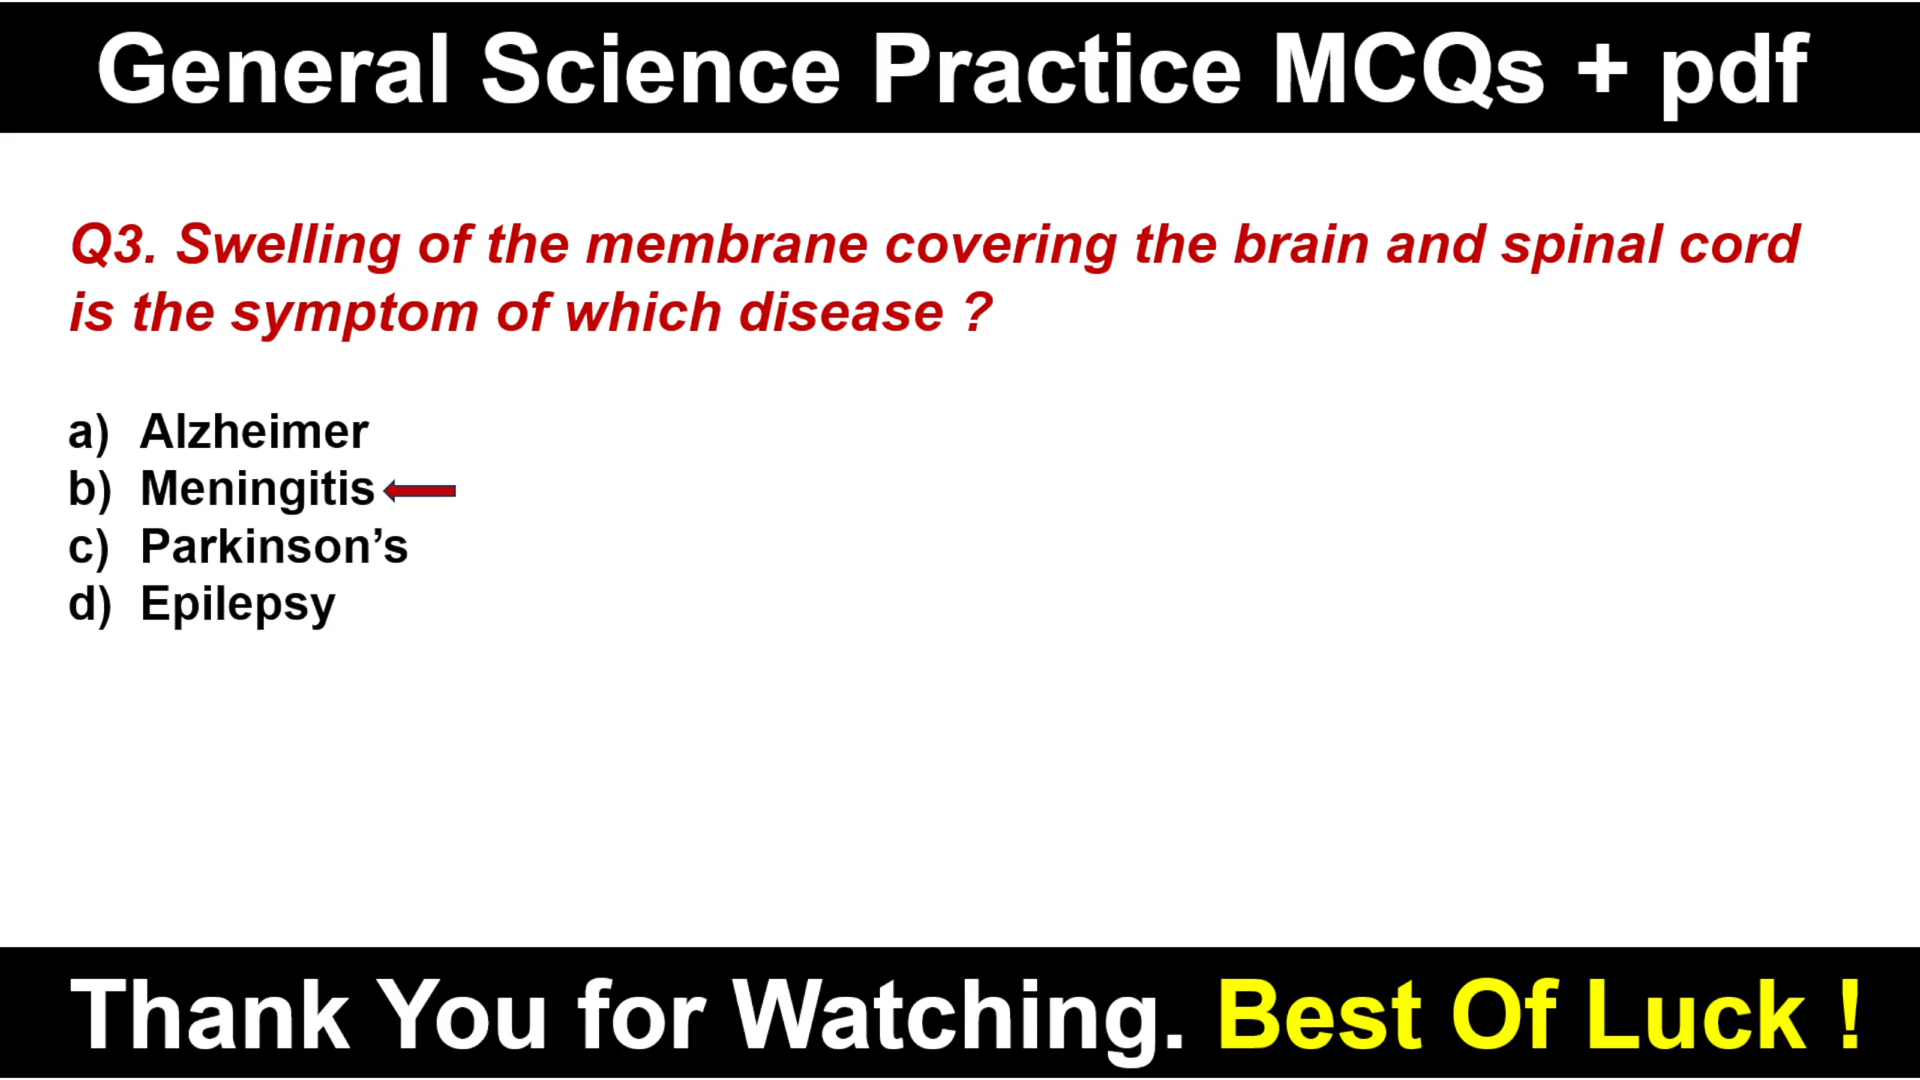 General Science Practice MCQs + pdf
Q3. Swelling of the membrane covering the brain and spinal cord
is the symptom of which disease ?
a) Alzheimer
b) Meningitis
c) Parkinson’s
d) Epilepsy
Thank You for Watching. Best Of Luck !